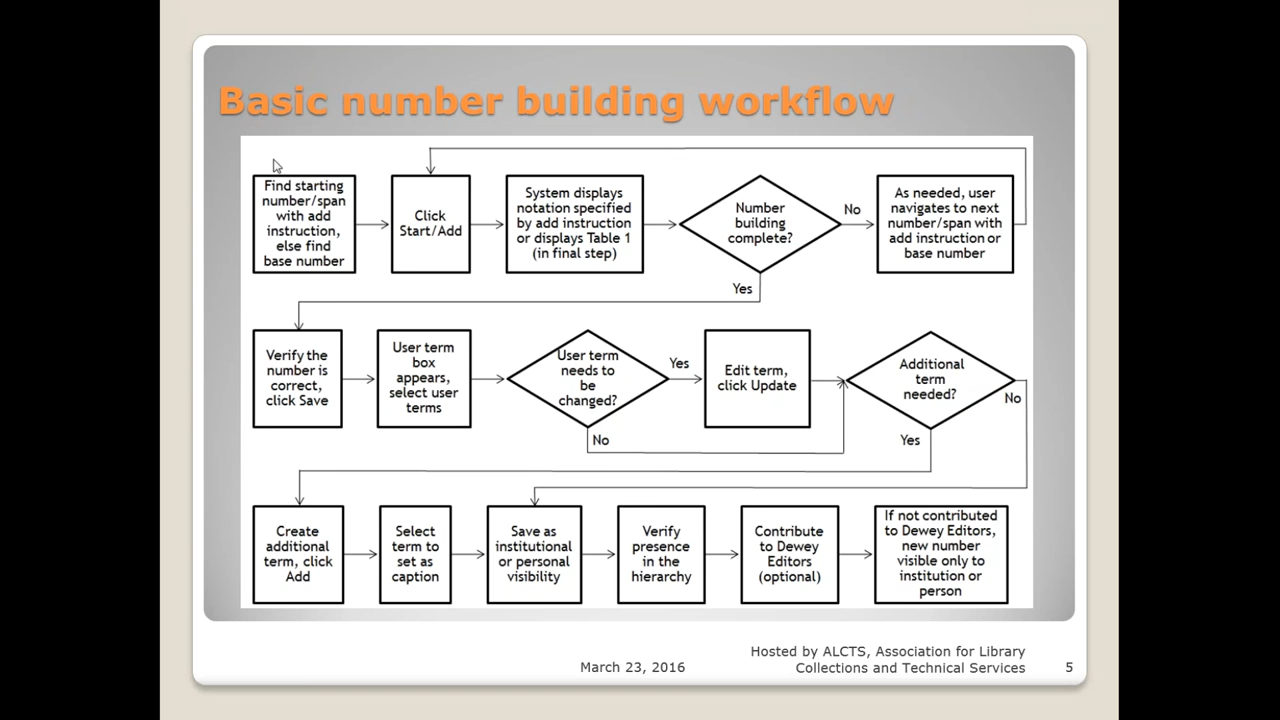 Basic number building workflow
Find starting
number/span
with add
instruction,
else find
base number
Click
Start/Add
System displays
notation specified
by add instruction
or displays Table 1
(in final step)
Number
building
complete?
No
As needed, user
navigates to next
number/span with
add instruction or
base number
Yes
Verify the
number is
correct,
click Save
User term
box
appears,
select user
terms
User term
needs to
be
changed?
Yes
No
Edit term,
click Update
Additional
term
needed?
No
Yes
Create
additional
term, click
Add
Select
term to
set as
caption
Save as
institutional
or personal
visibility
Verify
presence
in the
hierarchy
Contribute
to Dewey
Editors
(optional)
If not contributed
to Dewey Editors,
new number
visible only to
institution or
person
March 23, 2016
Hosted by ALCTS, Association for Library
Collections and Technical Services
5